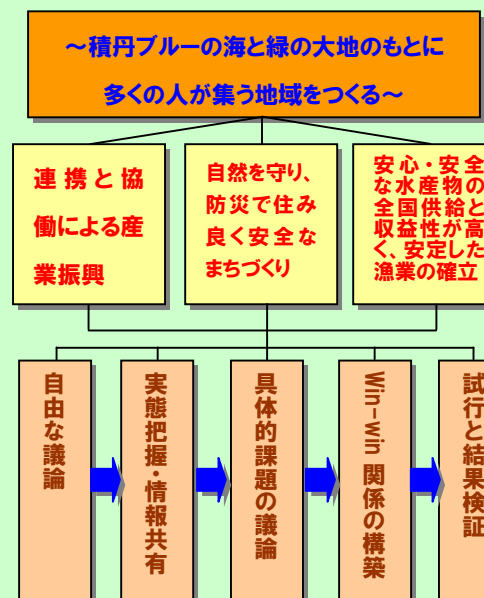 ～積丹ブルーの海と緑の大地のもとに
多くの人が集う地域をつくる～
連携と協
働による産
業振興
自然を守り、
防災で住み
良く安全な
まちづくり
安心・安全
な水産物の
全国供給と
収益性が高
く、安定した
漁業の確立
自由な議論
実態把握・情報共有
具体的課題の議論
Win-win 関係の構築
試行と結果検証